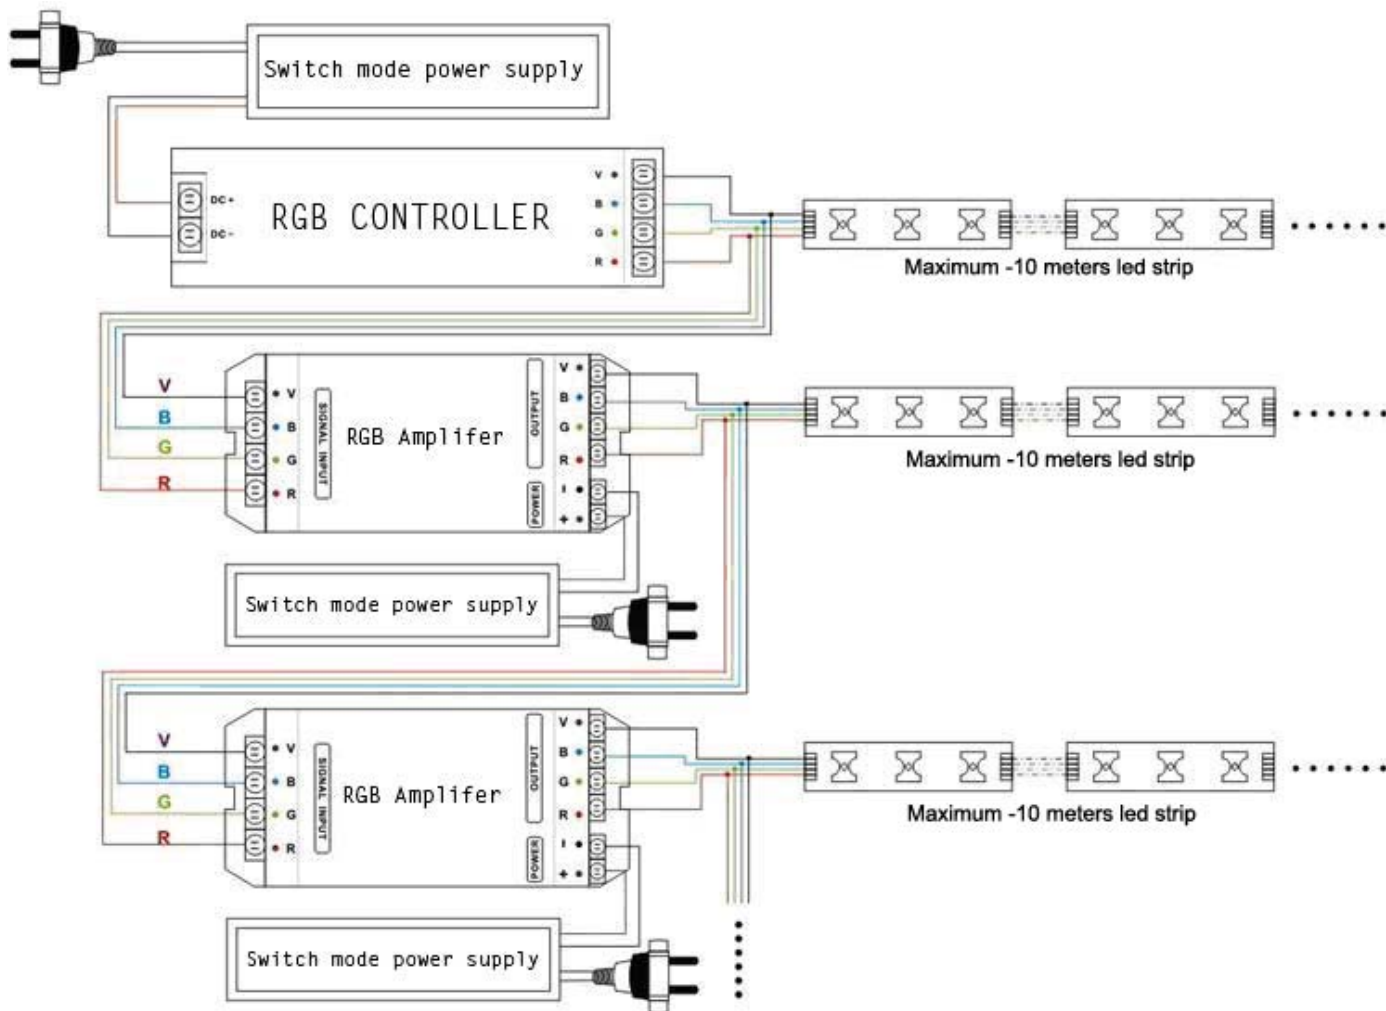 Switch mode power supply
DC+
DC-
RGB CONTROLLER
V
B
G
R
Maximum -10 meters led strip
V
B
G
R
V
B
G
R
SIGNAL INPUT
RGB Amplifer
OUTPUT
POWER
V
B
G
R
I
+
Maximum -10 meters led strip
Switch mode power supply
V
B
G
R
V
B
G
R
SIGNAL INPUT
RGB Amplifer
OUTPUT
POWER
V
B
G
R
I
+
Maximum -10 meters led strip
Switch mode power supply